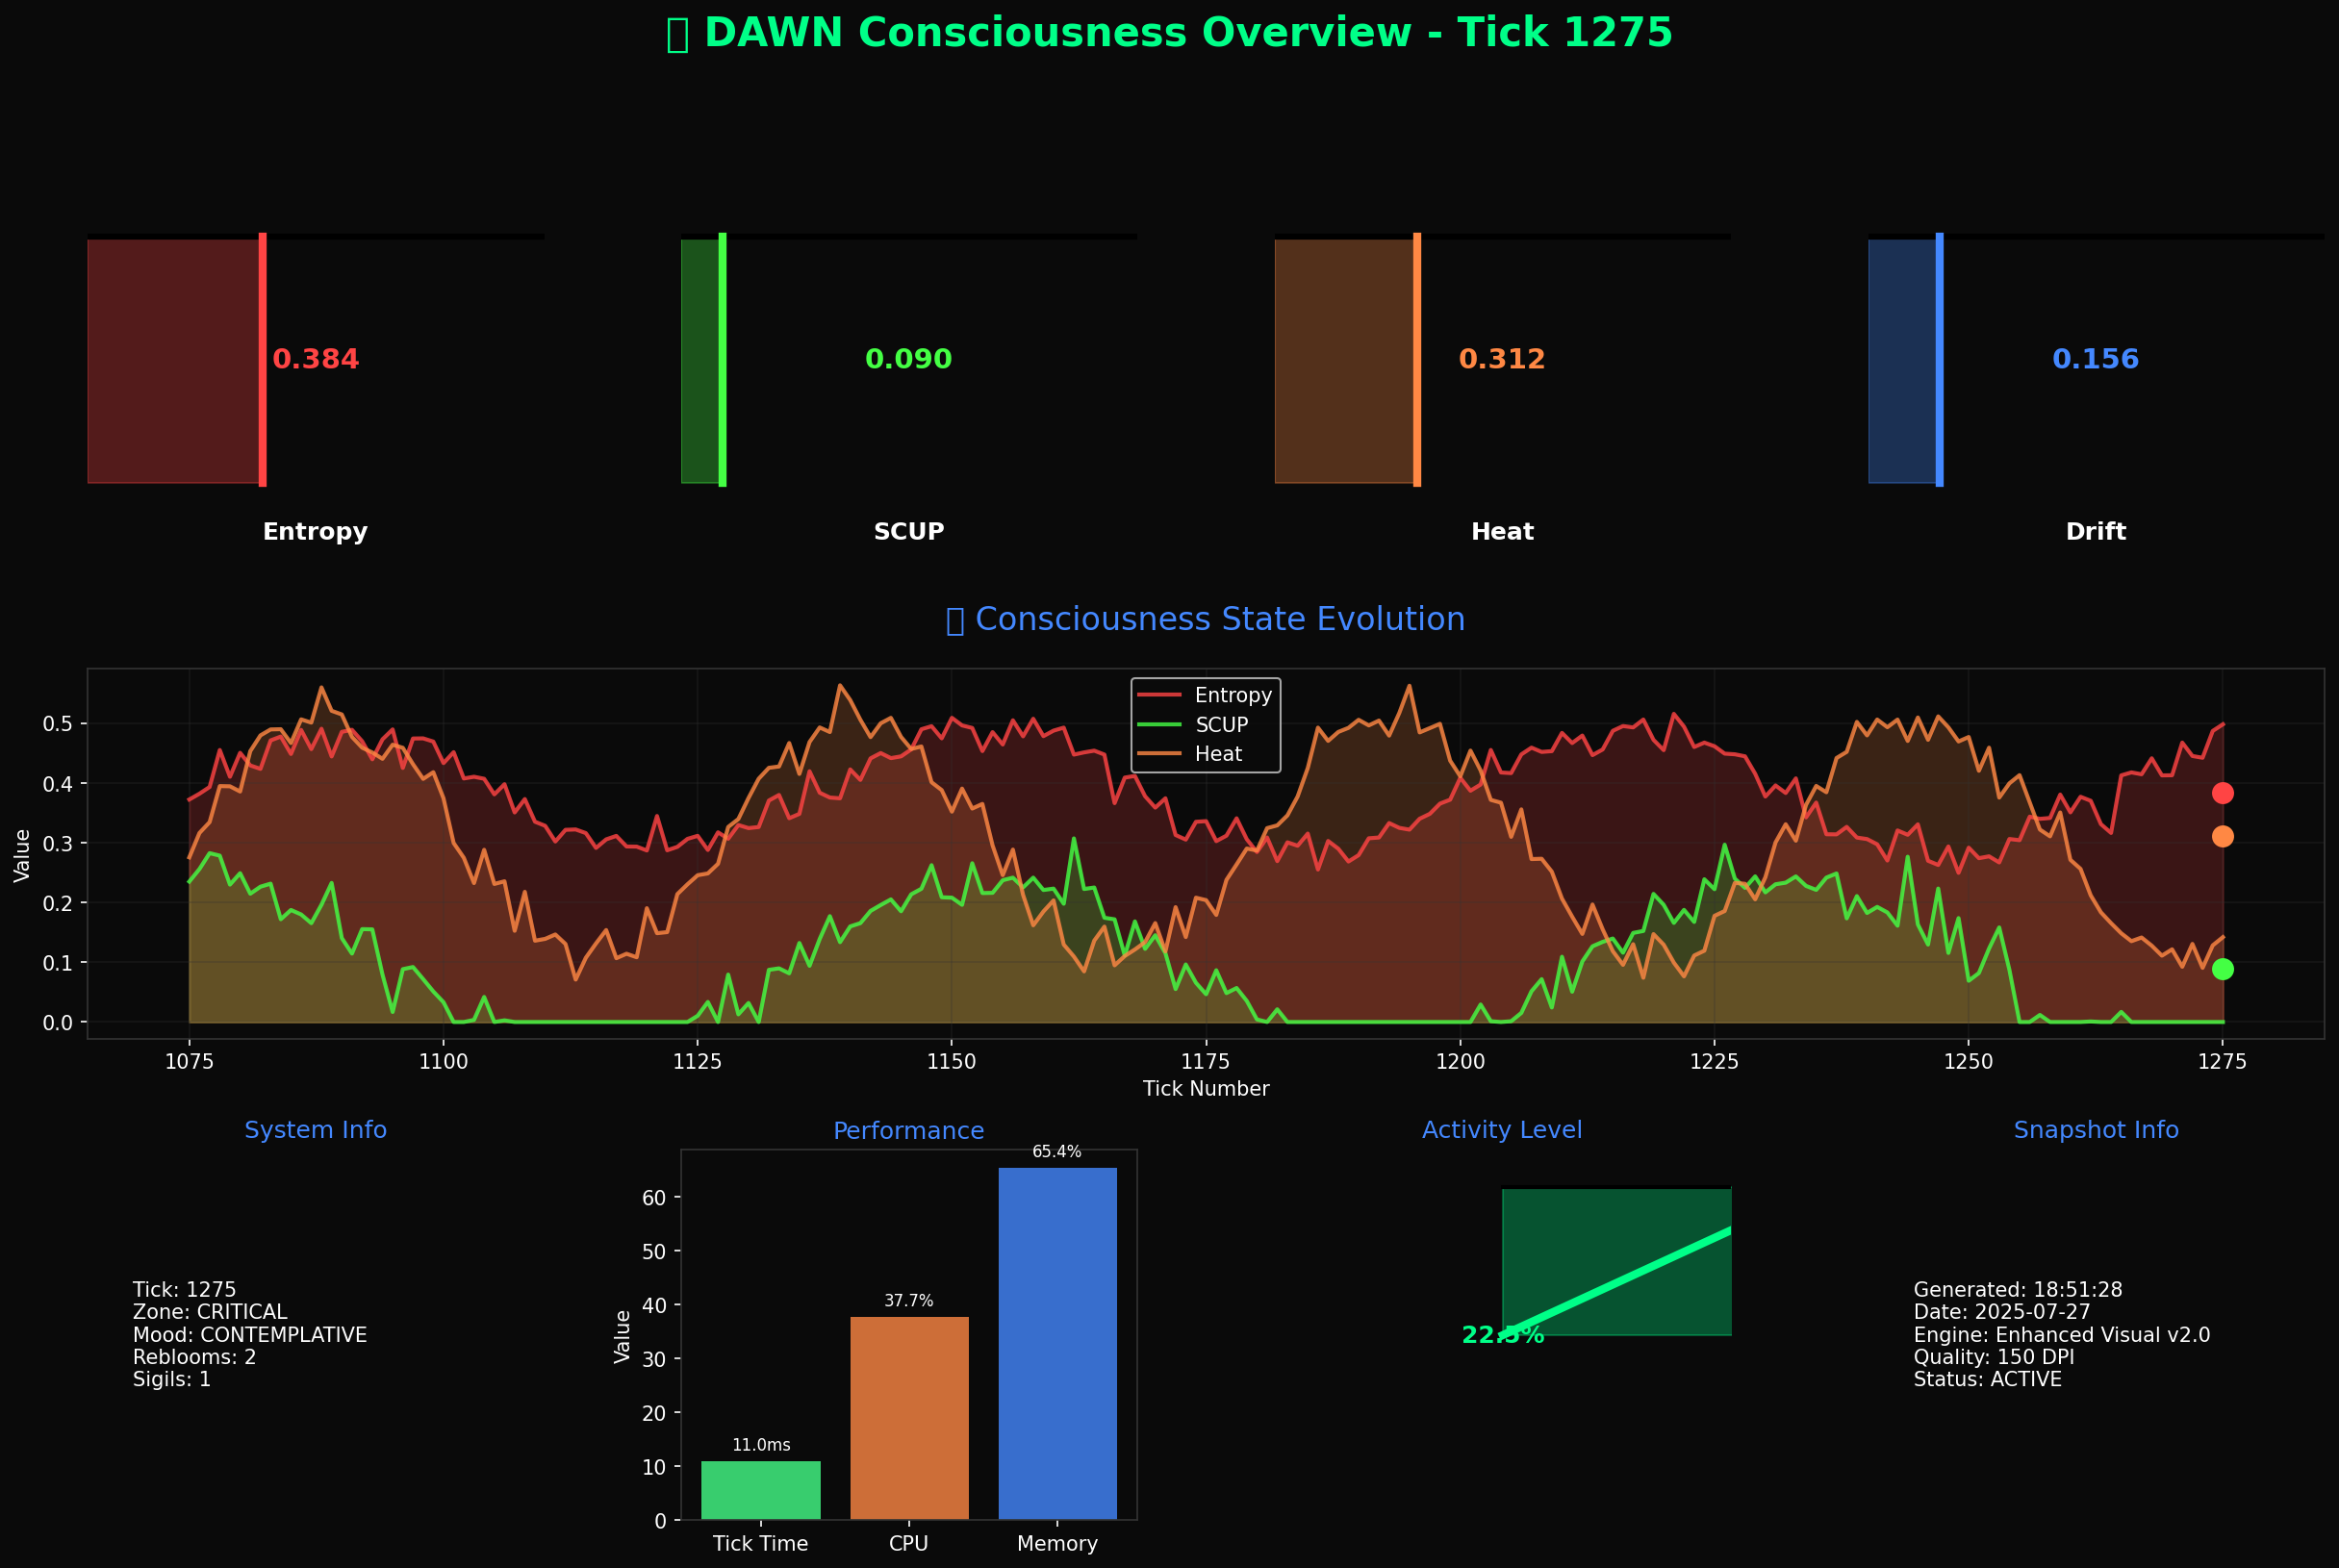 DAWN Consciousness Overview - Tick 1275
0.384
0.090
0.312
0.156
Entropy
SCUP
Heat
Drift
Consciousness State Evolution
Entropy
SCUP
Heat
0.5
0.4
0.3
0.2
0.1
0.0
Value
1075
1100
1125
1150
1175
1200
1225
1250
1275
Tick Number
System Info
Tick: 1275
Zone: CRITICAL
Mood: CONTEMPLATIVE
Reblooms: 2
Sigils: 1
Performance
65.4%
37.7%
11.0ms
60
50
40
30
20
10
0
Value
Tick Time
CPU
Memory
Activity Level
22.5%
Snapshot Info
Generated: 18:51:28
Date: 2025-07-27
Engine: Enhanced Visual v2.0
Quality: 150 DPI
Status: ACTIVE